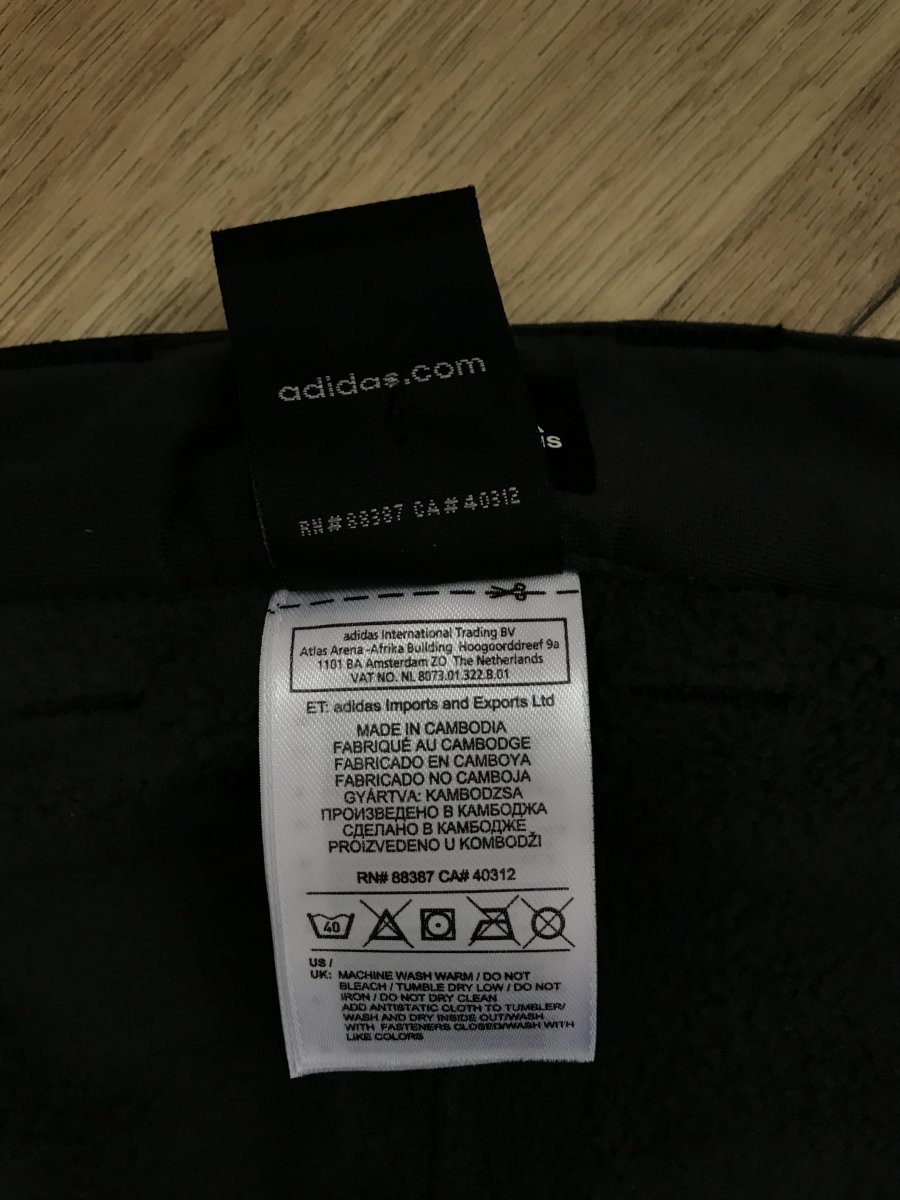 adidas.com
is
RN# 88387 CA# 40312
adidas International Trading BV
Atlas Arena -Afrika Building Hoogoorddreef 9a
1101 BA Amsterdam ZO The Netherlands
VAT NO. NL 8073.01.322.B.01
ET: adidas Imports and Exports Ltd
MADE IN CAMBODIA
FABRIQUÉ AU CAMBODGE
FABRICADO EN CAMBOYA
FABRICADO NO CAMBOJA
GYÁRTVA: KAMBODZSA
ПРОИЗВЕДЕНО В КАМБОДЖА
СДЕЛАНО В КАМБОДЖЕ
PROIZVEDENO U KOMBODŽI
RN# 88387 CA# 40312
40
US /
UK: MACHINE WASH WARM / DO NOT
BLEACH / TUMBLE DRY LOW / DO NOT
IRON / DO NOT DRY CLEAN
ADD ANTISTATIC CLOTH TO TUMBLER/
WASH AND DRY INSIDE OUT/WASH
WITH FASTENERS CLOSED/WASH WITH
LIKE COLORS